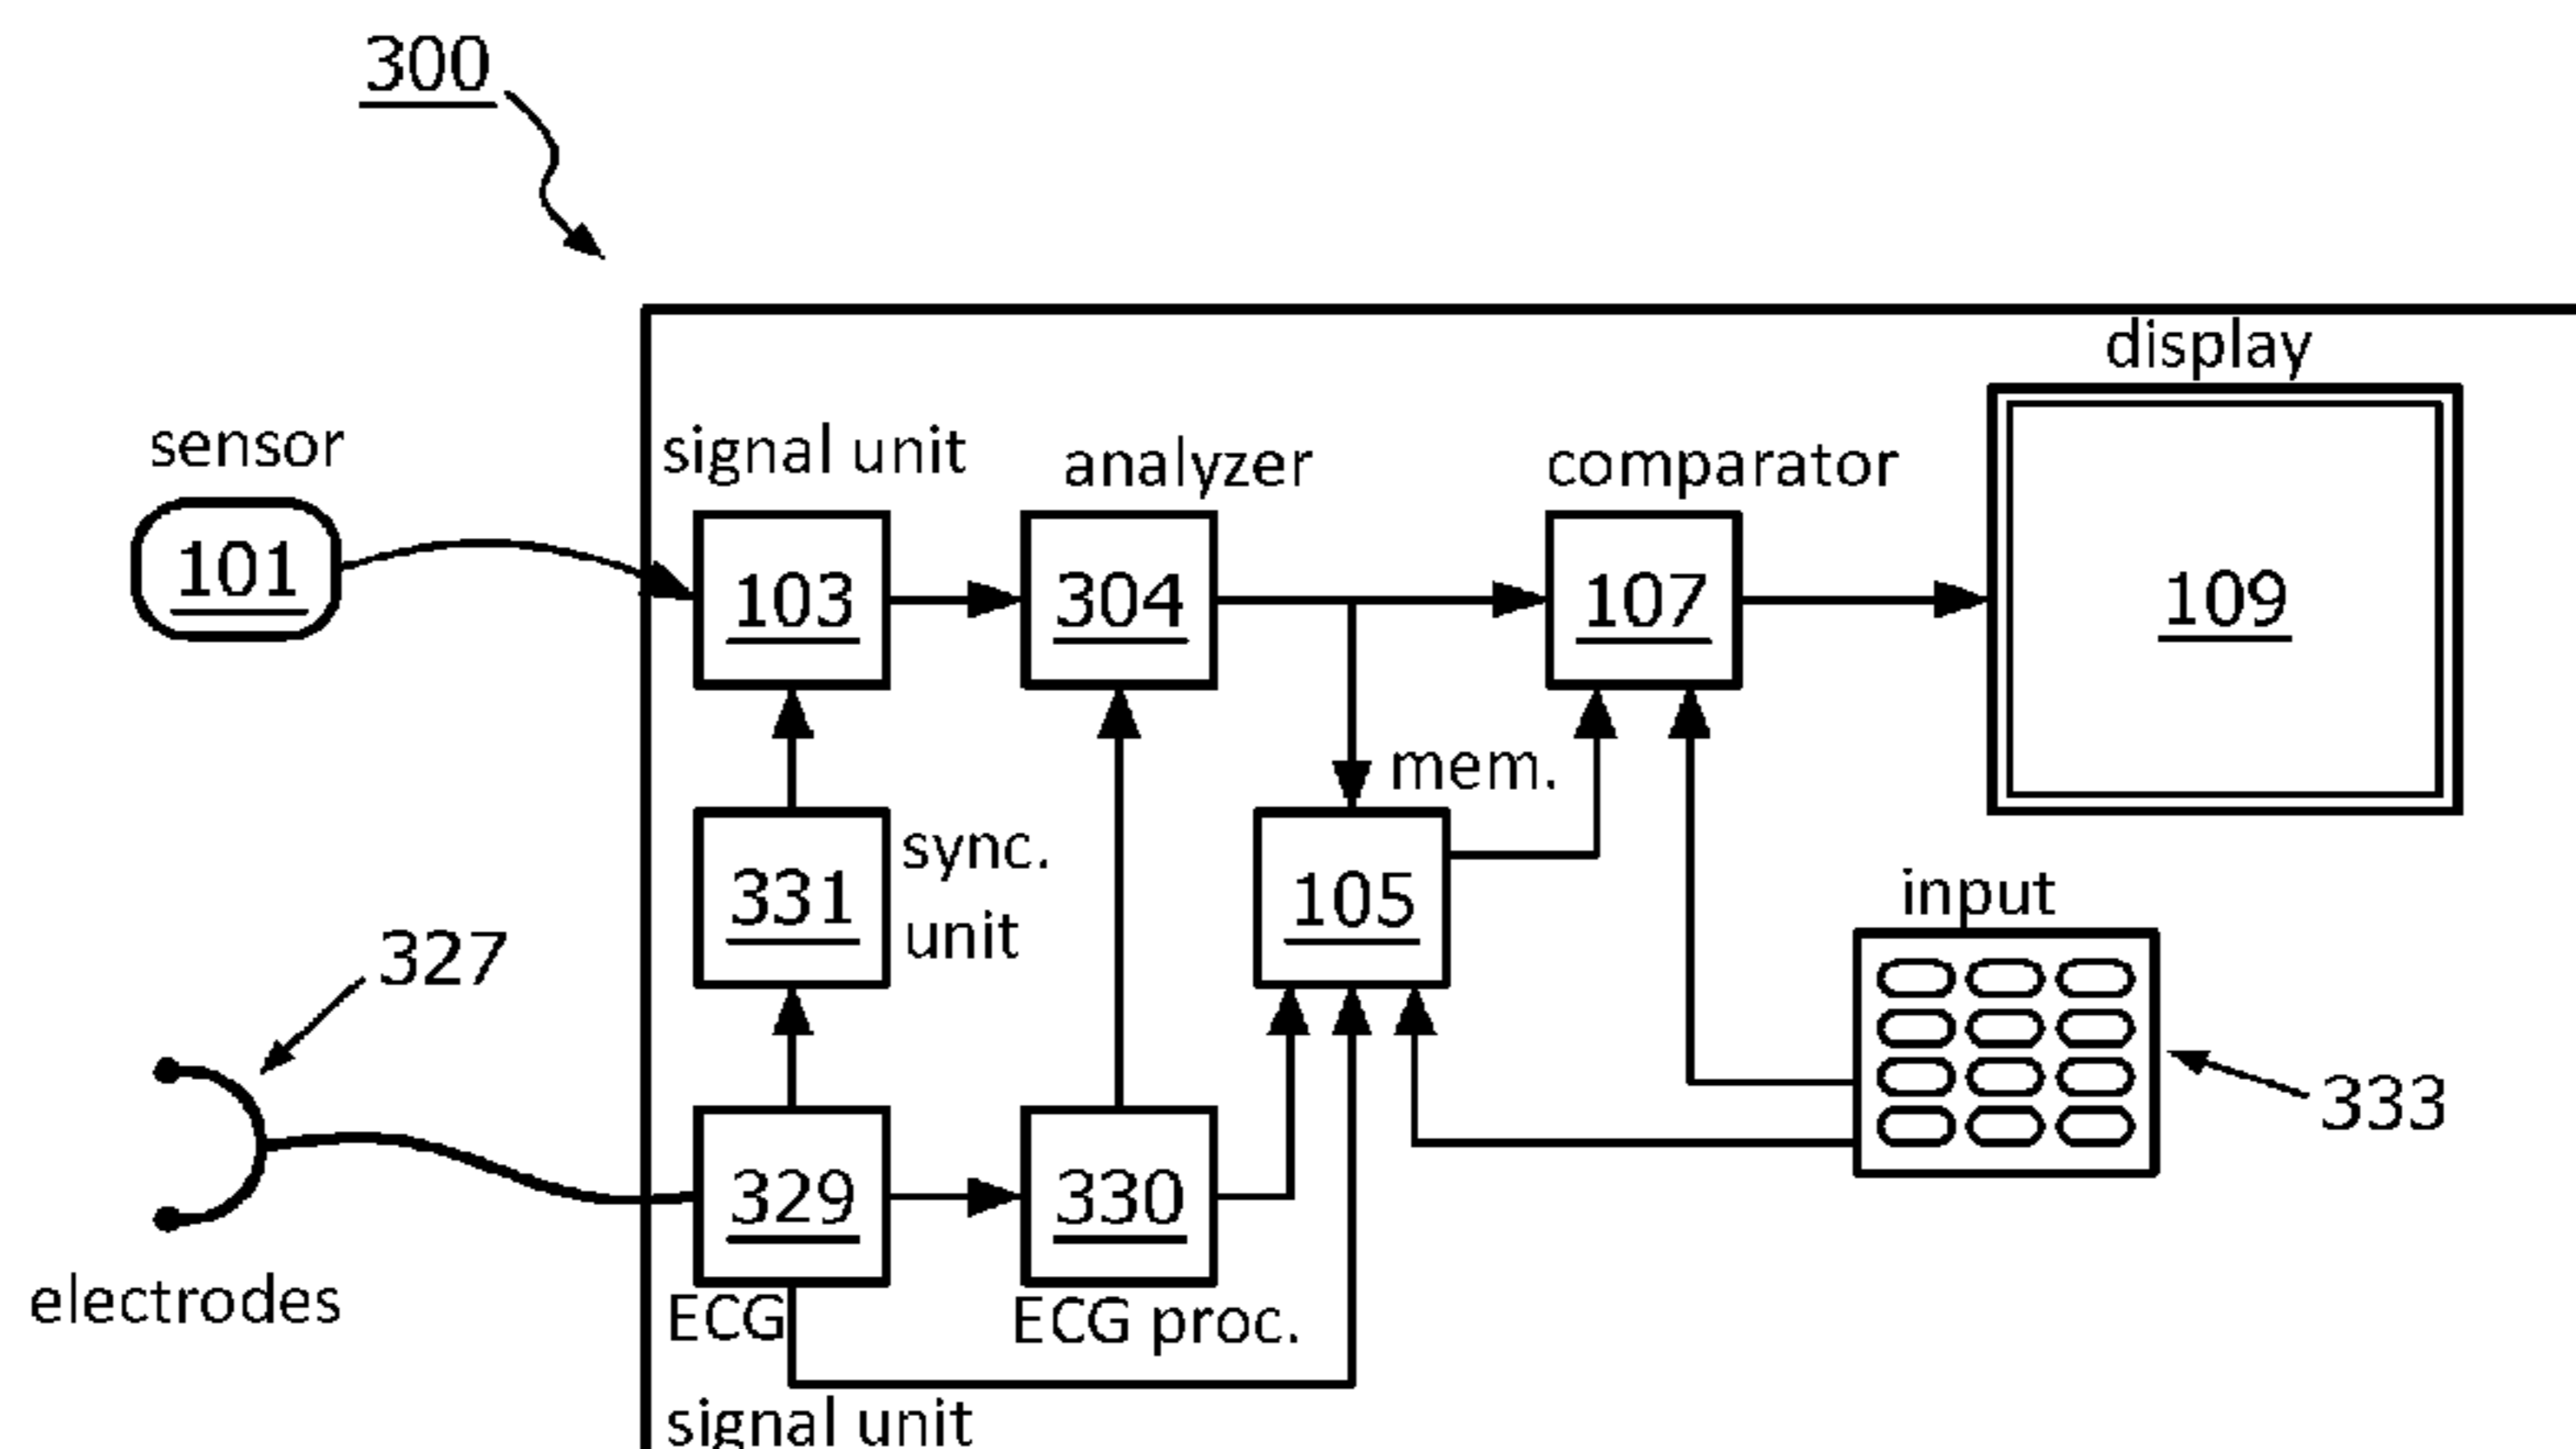 300
display
sensor
signal unit
analyzer
comparator
101
103
304
107
109
mem.
sync.
unit
331
105
input
327
333
329
330
electrodes
ECG
signal unit
ECG proc.